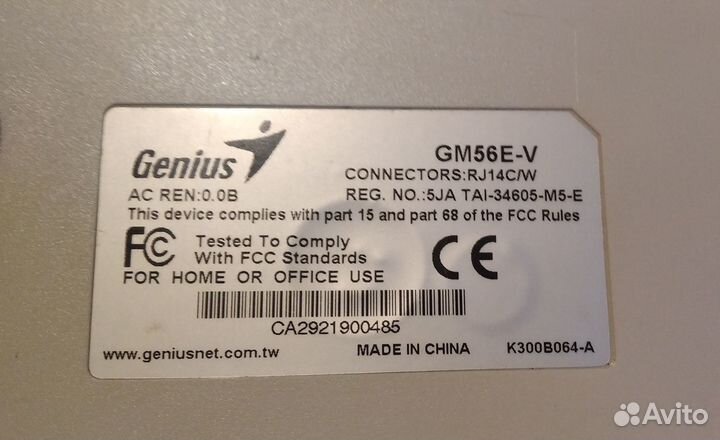 Genius
GM56E-V
CONNECTORS:RJ14C/W
AC REN:0.0B
REG. NO.:5JA TAI-34605-M5-E
This device complies with part 15 and part 68 of the FCC Rules
FC Tested To Comply
With FCC Standards
CE
FOR HOME OR OFFICE USE
CA2921900485
www.geniusnet.com.tw
MADE IN CHINA
K300B064-A
Avito